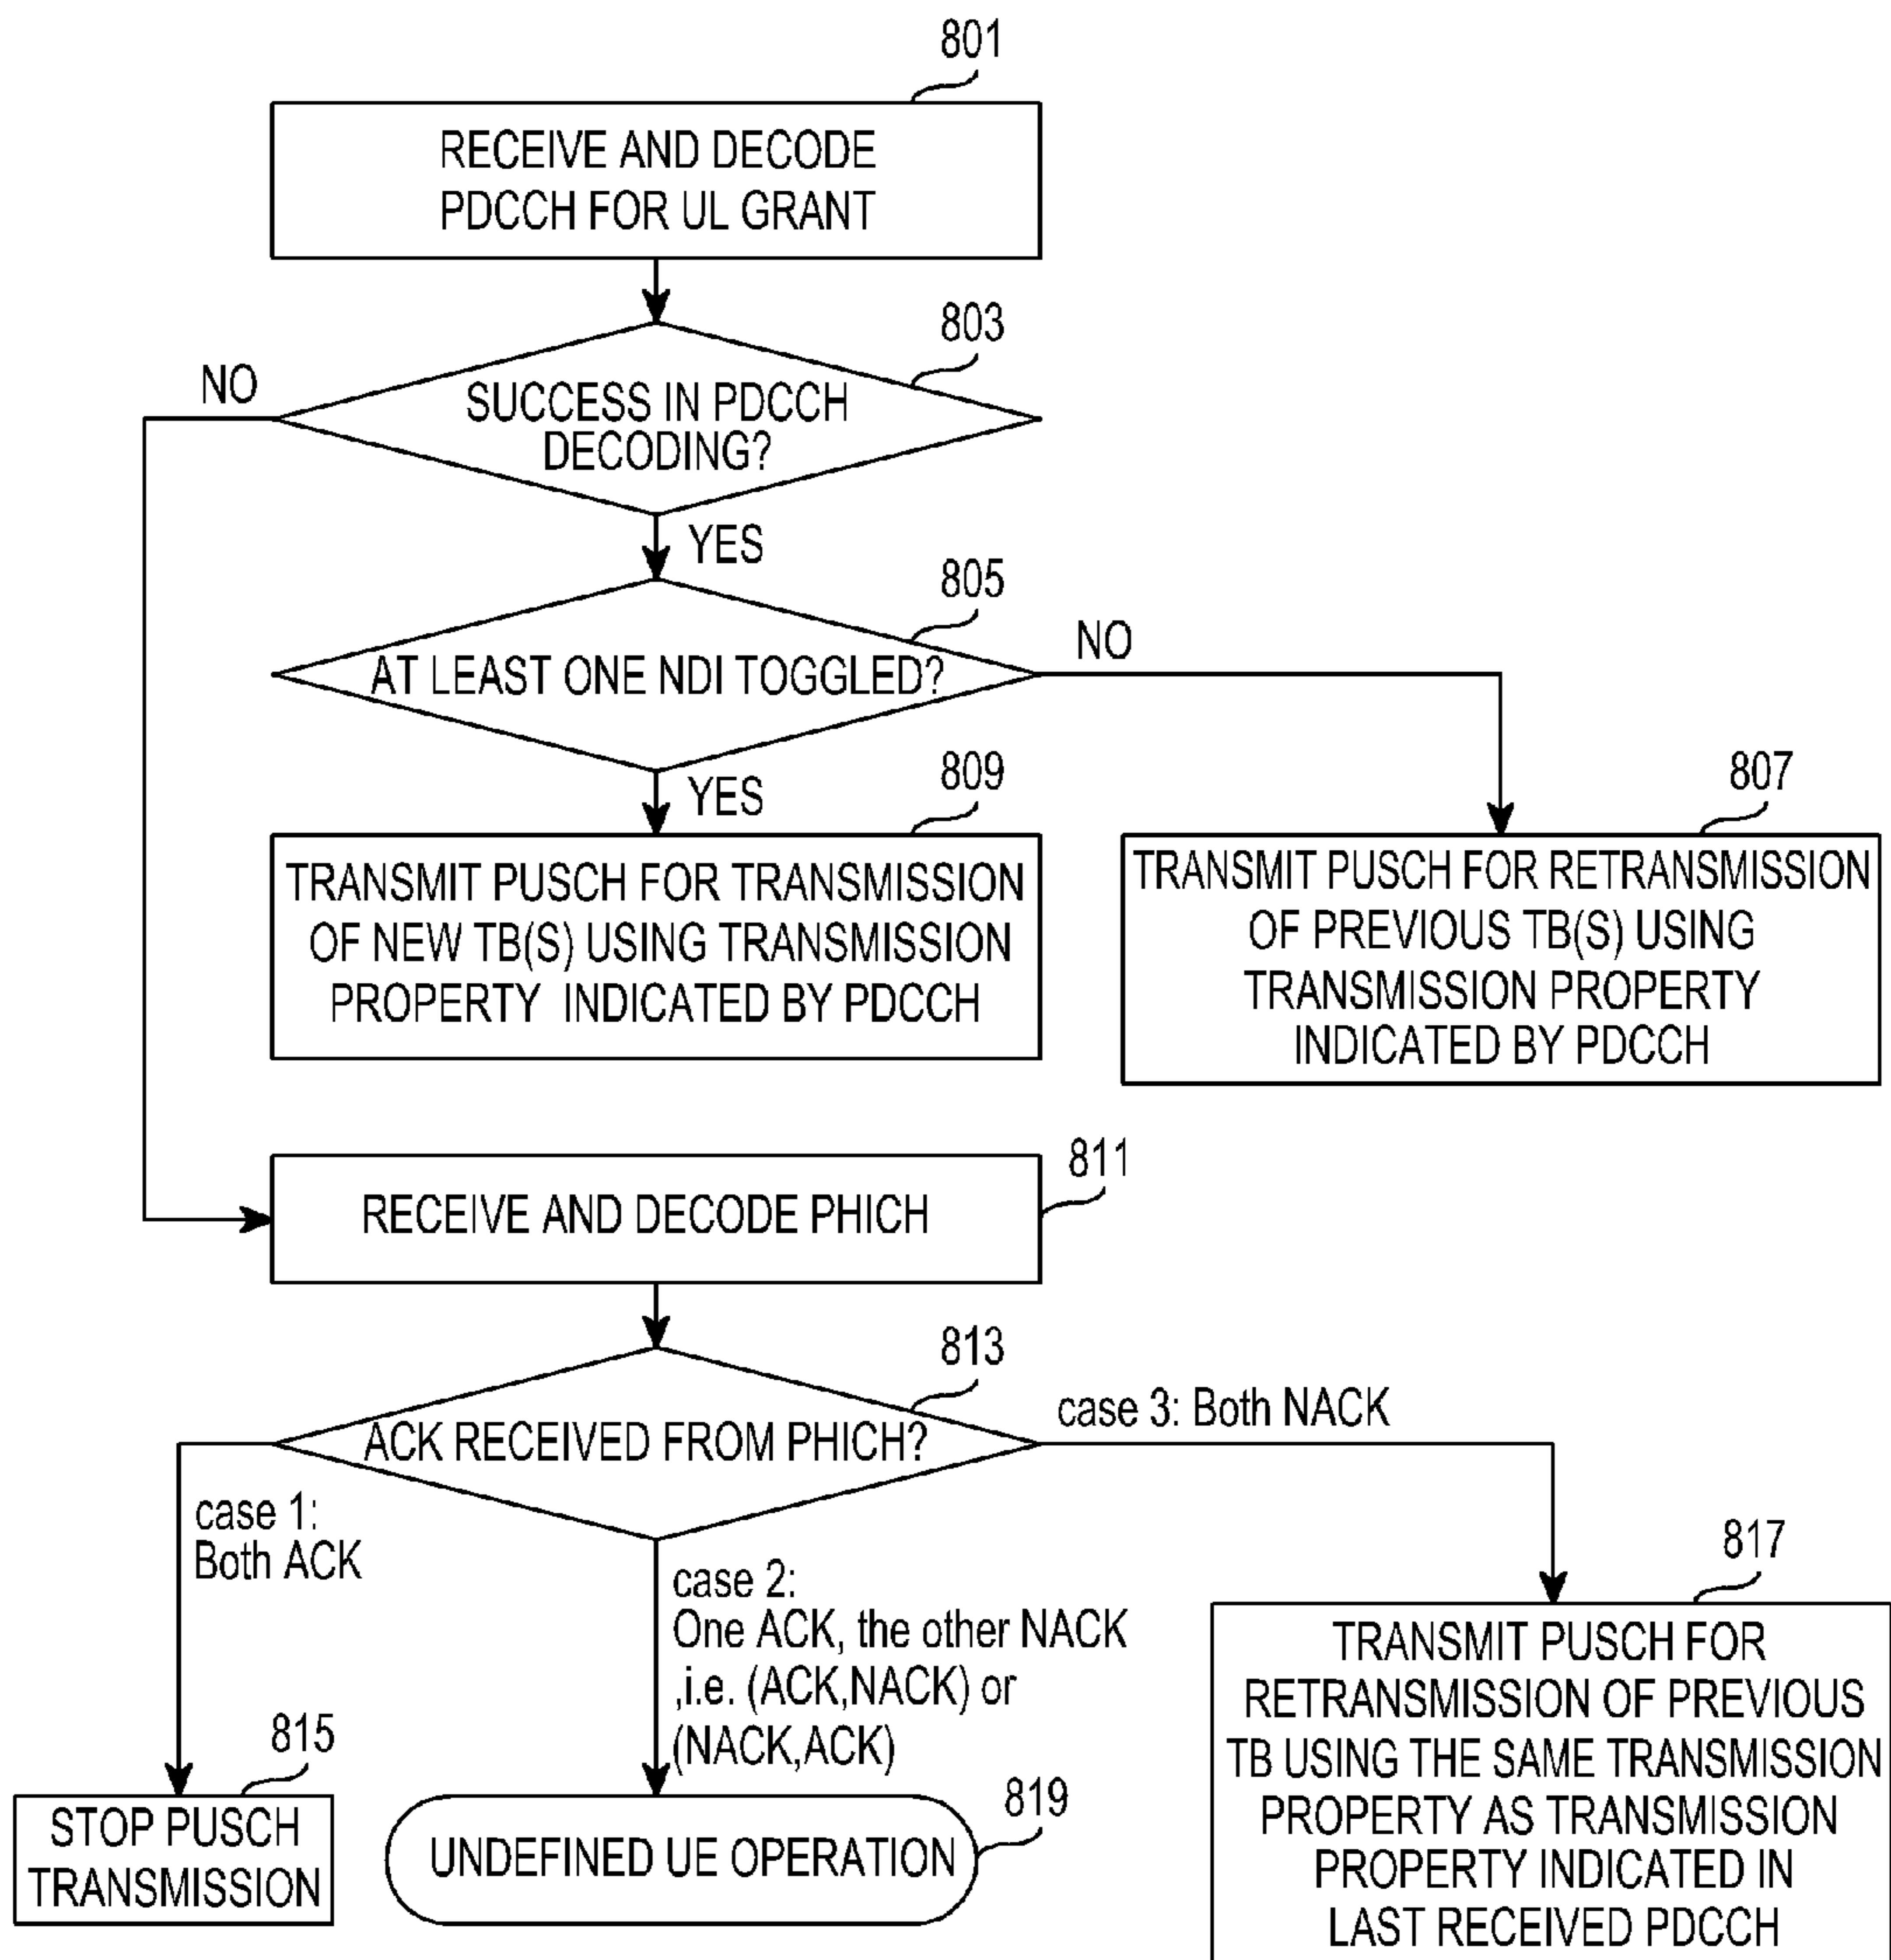 801
RECEIVE AND DECODE
PDCCH FOR UL GRANT
803
NO
SUCCESS IN PDCCH
DECODING?
YES
805
NO
AT LEAST ONE NDI TOGGLED?
YES
809
807
TRANSMIT PUSCH FOR TRANSMISSION
OF NEW TB(S) USING TRANSMISSION
PROPERTY INDICATED BY PDCCH
TRANSMIT PUSCH FOR RETRANSMISSION
OF PREVIOUS TB(S) USING
TRANSMISSION PROPERTY
INDICATED BY PDCCH
811
RECEIVE AND DECODE PHICH
813
ACK RECEIVED FROM PHICH?
case 3: Both NACK
case 1:
Both ACK
case 2:
One ACK, the other NACK
,i.e. (ACK,NACK) or
(NACK,ACK)
815
STOP PUSCH
TRANSMISSION
819
UNDEFINED UE OPERATION
817
TRANSMIT PUSCH FOR
RETRANSMISSION OF PREVIOUS
TB USING THE SAME TRANSMISSION
PROPERTY AS TRANSMISSION
PROPERTY INDICATED IN
LAST RECEIVED PDCCH